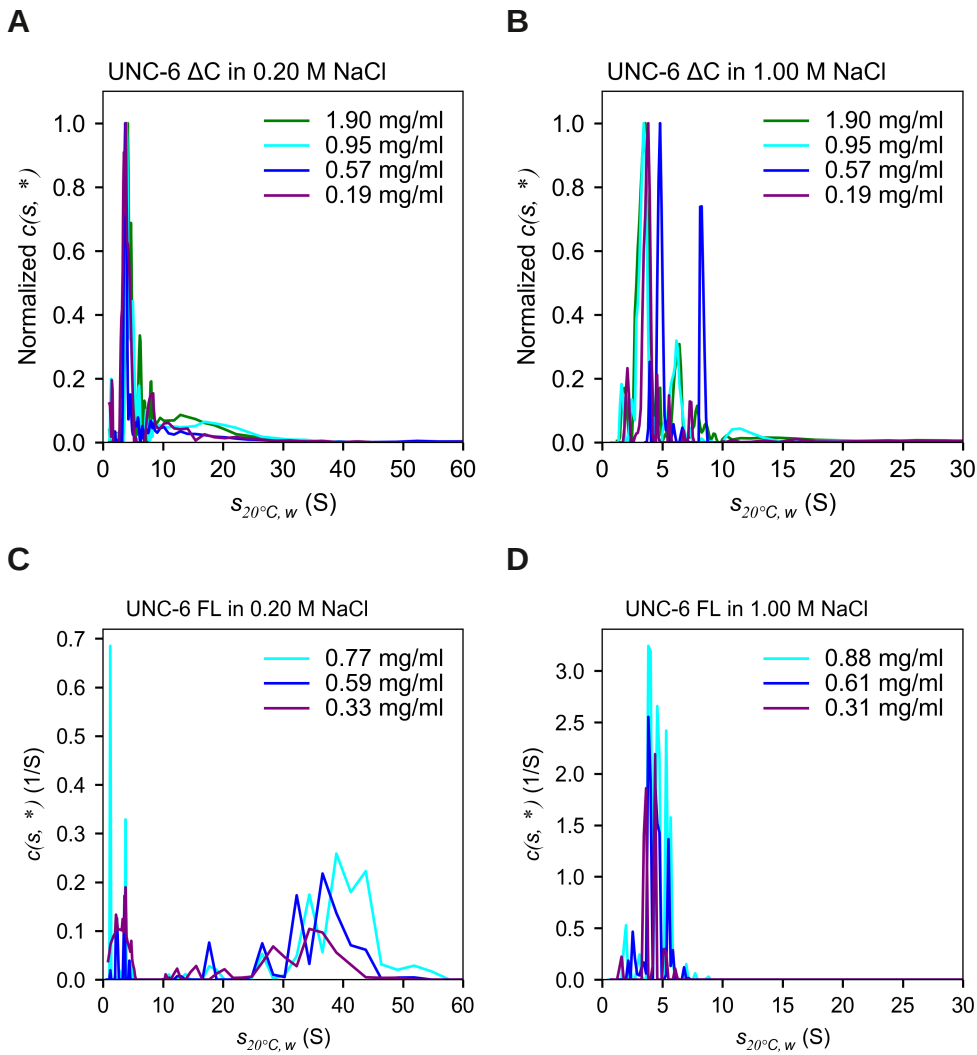 A
UNC-6 ΔC in 0.20 M NaCl
1.90 mg/ml
0.95 mg/ml
0.57 mg/ml
0.19 mg/ml
Normalized c(s, *)
1.0
0.8
0.6
0.4
0.2
0.0
0 10 20 30 40 50 60
s20°C, w (S)
B
UNC-6 ΔC in 1.00 M NaCl
1.90 mg/ml
0.95 mg/ml
0.57 mg/ml
0.19 mg/ml
Normalized c(s, *)
1.0
0.8
0.6
0.4
0.2
0.0
0 5 10 15 20 25 30
s20°C, w (S)
C
UNC-6 FL in 0.20 M NaCl
0.77 mg/ml
0.59 mg/ml
0.33 mg/ml
c(s, *) (1/S)
0.7
0.6
0.5
0.4
0.3
0.2
0.1
0.0
0 10 20 30 40 50 60
s20°C, w (S)
D
UNC-6 FL in 1.00 M NaCl
0.88 mg/ml
0.61 mg/ml
0.31 mg/ml
c(s, *) (1/S)
3.0
2.5
2.0
1.5
1.0
0.5
0.0
0 5 10 15 20 25 30
s20°C, w (S)